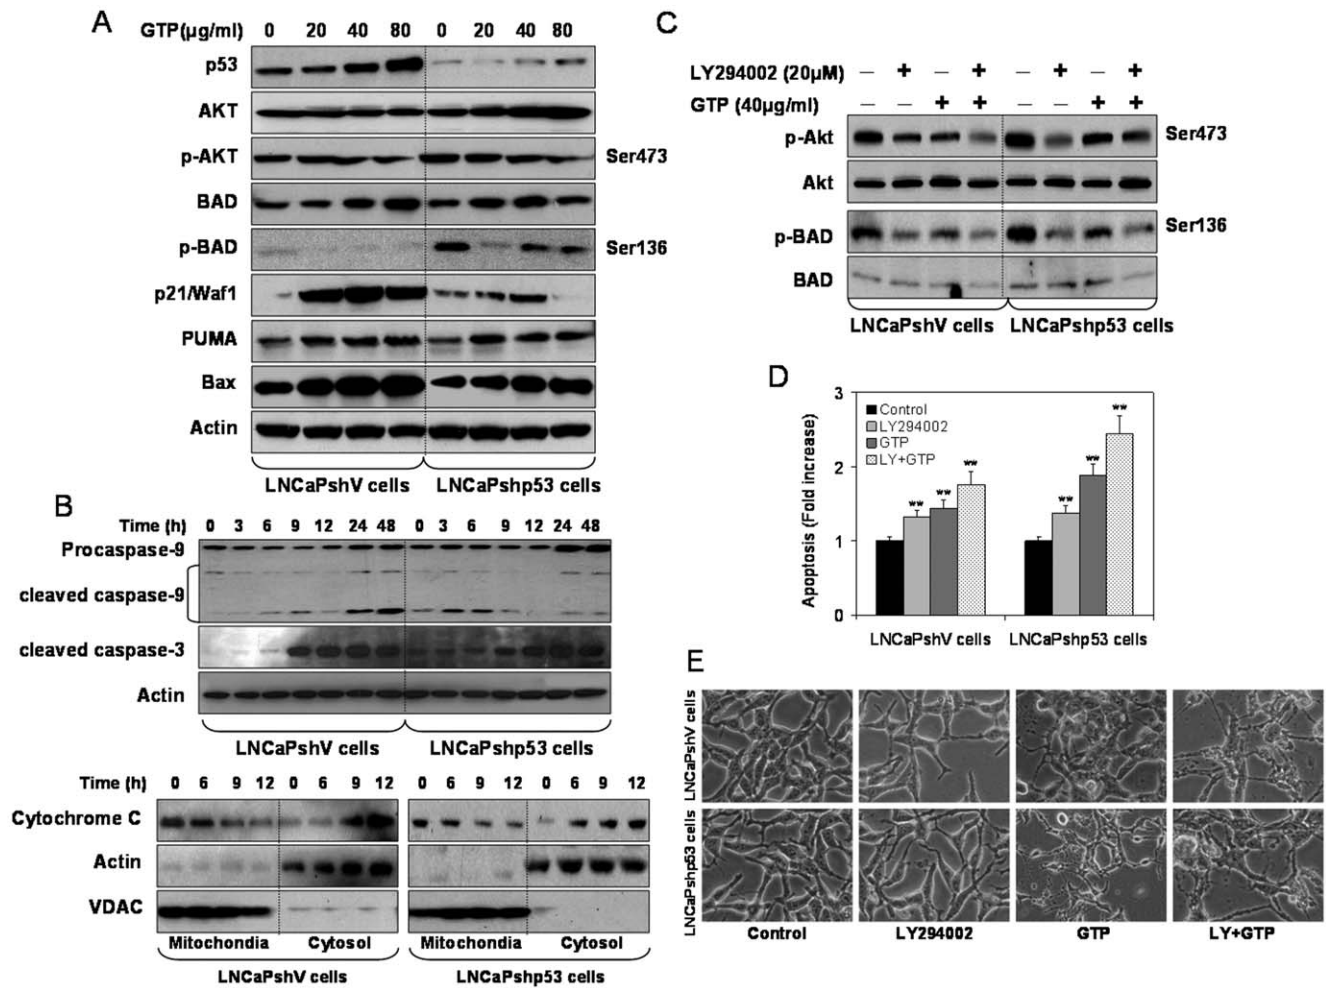 A
GTP(µg/ml) 0 20 40 80 0 20 40 80
p53
AKT
p-AKT Ser473
BAD
p-BAD Ser136
p21/Waf1
PUMA
Bax
Actin
LNCaPshV cells LNCaPshp53 cells
B
Time (h) 0 3 6 9 12 24 48 0 3 6 9 12 24 48
Procaspase-9
cleaved caspase-9
cleaved caspase-3
Actin
LNCaPshV cells LNCaPshp53 cells
Time (h) 0 6 9 12 0 6 9 12 0 6 9 12 0 6 9 12
Cytochrome C
Actin
VDAC
Mitochondia Cytosol Mitochondia Cytosol
LNCaPshV cells LNCaPshp53 cells
C
LY294002 (20µM) – + – + – + – +
GTP (40µg/ml) – – + + – – + +
p-Akt Ser473
Akt
p-BAD Ser136
BAD
LNCaPshV cells LNCaPshp53 cells
D
Apoptosis (Fold increase)
3
2
1
0
Control
LY294002
GTP
LY+GTP
** ** ** ** ** **
LNCaPshV cells LNCaPshp53 cells
E
LNCaPshV cells
LNCaPshp53 cells
Control LY294002 GTP LY+GTP